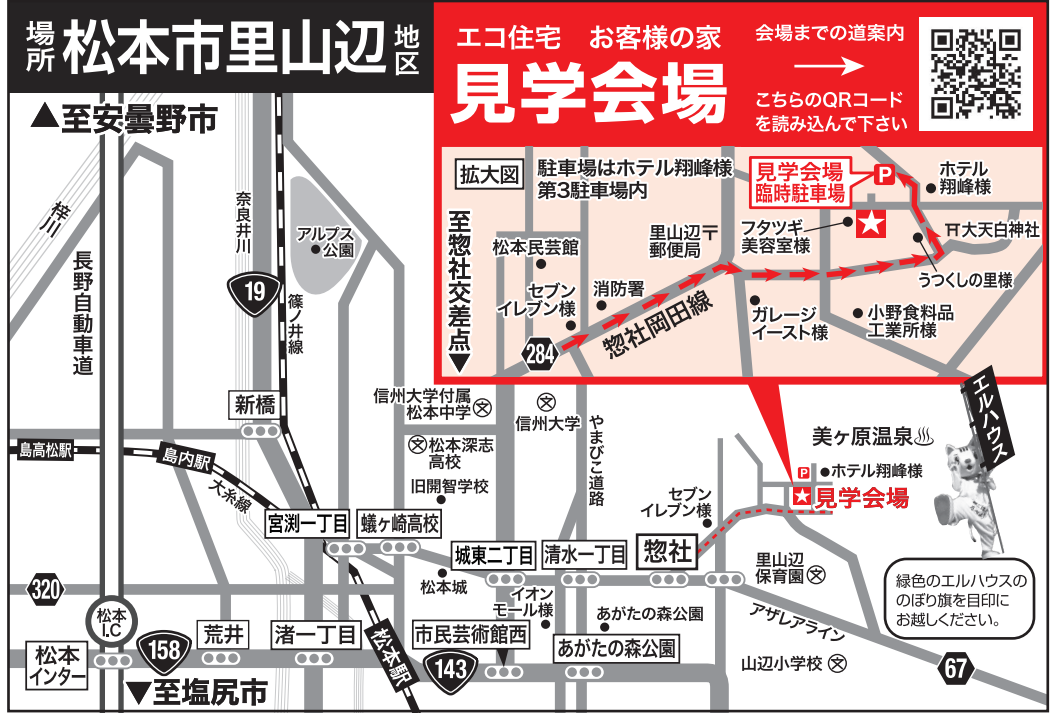 場所 松本市里山辺 地区
エコ住宅 お客様の家
見学会場
会場までの道案内
こちらのQRコード
を読み込んで下さい
▲至安曇野市
梓川
長野自動車道
奈良井川
19
篠ノ井線
アルプス
公園
拡大図
駐車場はホテル翔峰様
第3駐車場内
見学会場
臨時駐車場
P
ホテル
翔峰様
至惣社交差点▼
松本民芸館
里山辺
郵便局
〒
フタツギ
美容室様
大天白神社
うつくしの里様
セブン
イレブン様
消防署
惣社岡田線
284
ガレージ
イースト様
小野食料品
工業所様
新橋
信州大学付属
松本中学
文
文
信州大学
文
松本深志
高校
旧開智学校
やまびこ道路
美ヶ原温泉♨
P
ホテル翔峰様
見学会場
エルハウス
島高松駅
島内駅
大糸線
宮渕一丁目
蟻ヶ崎高校
城東二丁目
清水一丁目
惣社
セブン
イレブン様
里山辺
保育園
文
松本城
イオン
モール様
あがたの森公園
アザレアライン
緑色のエルハウスの
のぼり旗を目印に
お越しください。
320
松本
I.C
松本
インター
158
荒井
渚一丁目
松本駅
市民芸術館西
143
あがたの森公園
山辺小学校
文
67
▼至塩尻市